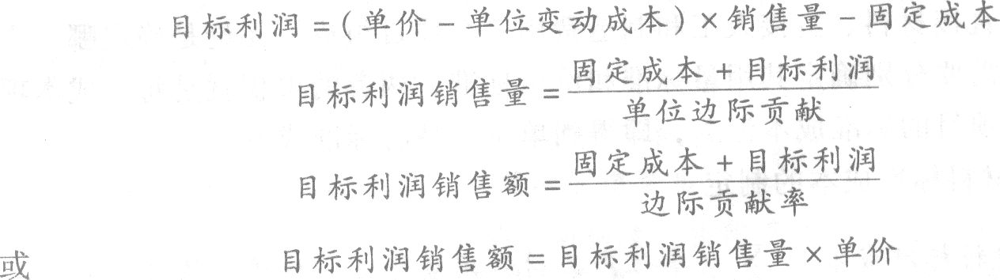 目标利润=(单价-单位变动成本)×销售量-固定成本
目标利润销售量=固定成本+目标利润/单位边际贡献
目标利润销售额=固定成本+目标利润/边际贡献率
或 目标利润销售额=目标利润销售量×单价